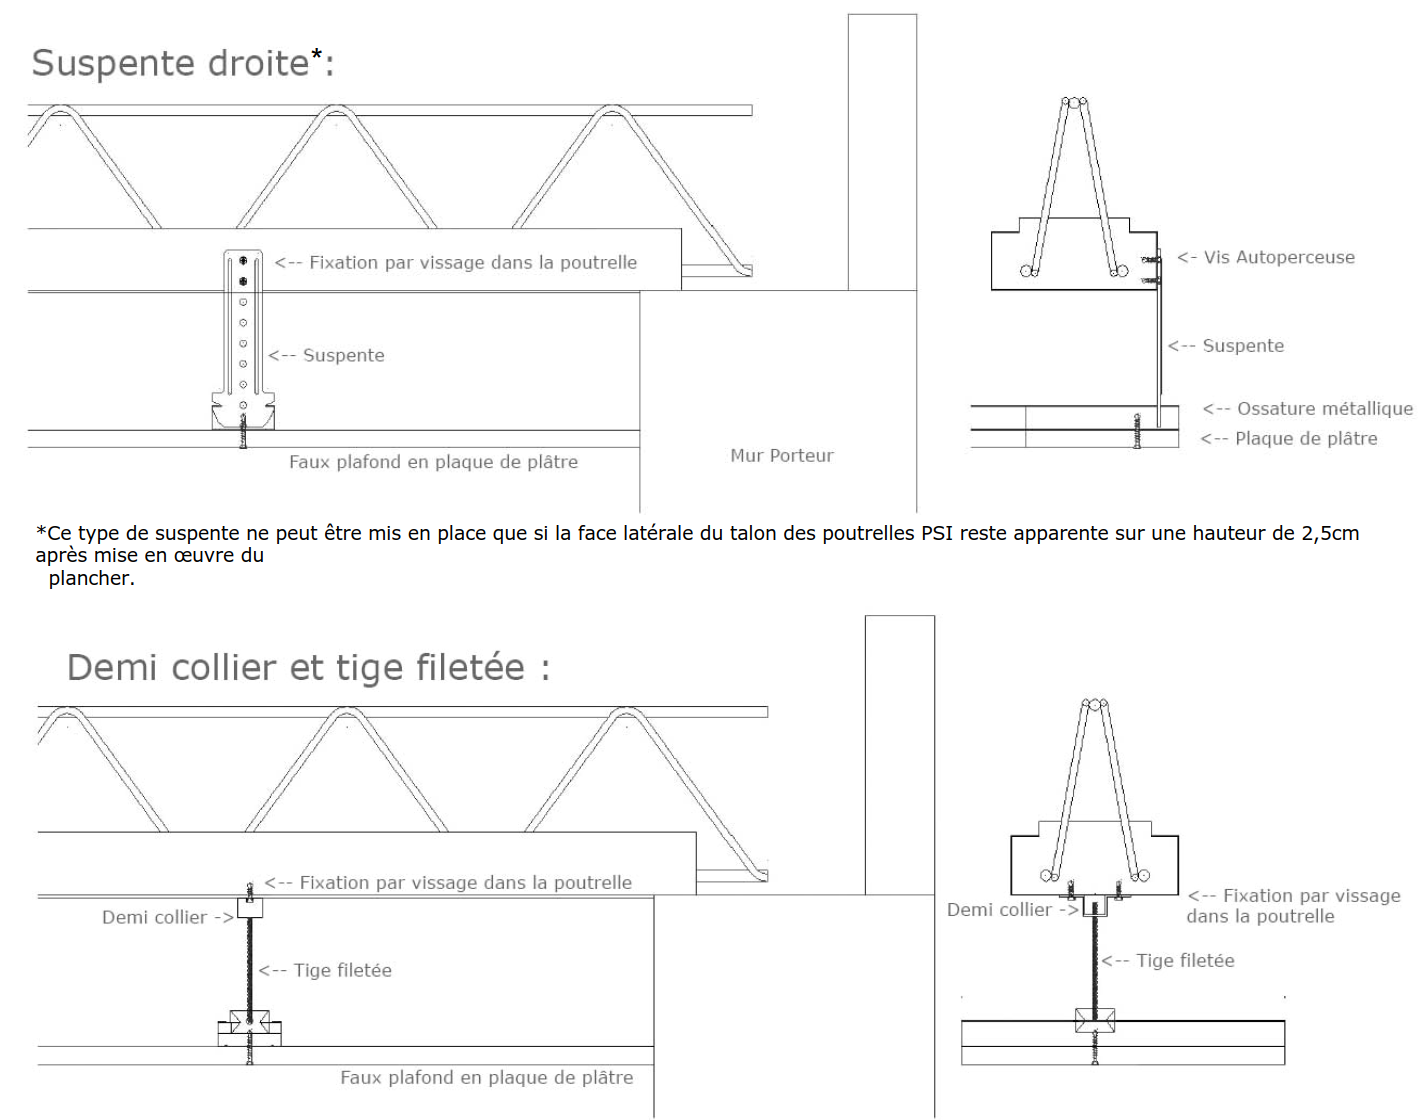 Suspente droite*:
<-- Fixation par vissage dans la poutrelle
<- Vis Autoperceuse
<-- Suspente
<-- Suspente
<-- Ossature métallique
<-- Plaque de plâtre
Faux plafond en plaque de plâtre
Mur Porteur
*Ce type de suspente ne peut être mis en place que si la face latérale du talon des poutrelles PSI reste apparente sur une hauteur de 2,5cm
après mise en œuvre du
plancher.
Demi collier et tige filetée :
<-- Fixation par vissage dans la poutrelle
Demi collier ->
<-- Tige filetée
Faux plafond en plaque de plâtre
<-- Fixation par vissage
dans la poutrelle
Demi collier ->
<-- Tige filetée